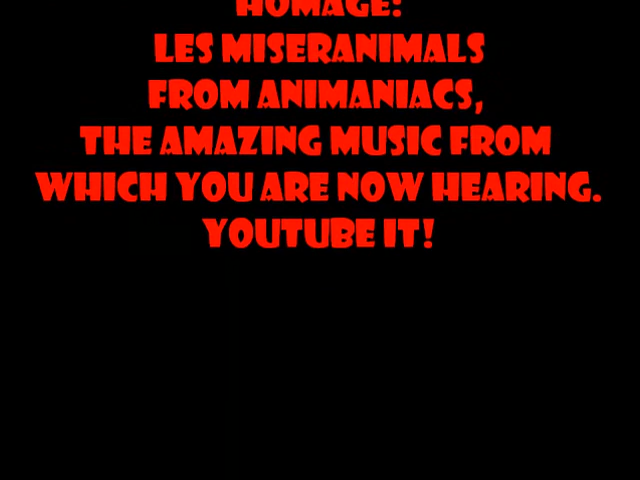 HOMAGE:
LES MISERANIMALS
FROM ANIMANIACS,
THE AMAZING MUSIC FROM
WHICH YOU ARE NOW HEARING.
YOUTUBE IT!